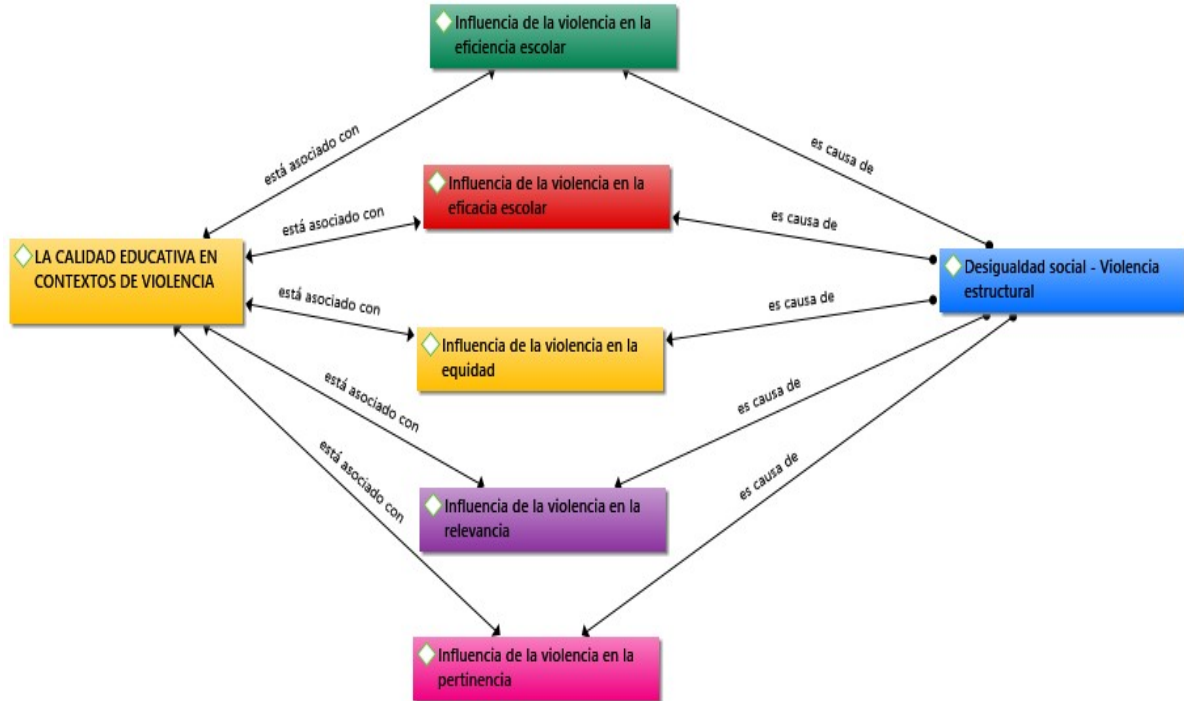 Influencia de la violencia en la
eficiencia escolar
está asociado con
es causa de
Influencia de la violencia en la
eficacia escolar
está asociado con
es causa de
LA CALIDAD EDUCATIVA EN
CONTEXTOS DE VIOLENCIA
Desigualdad social - Violencia
estructural
está asociado con
es causa de
Influencia de la violencia en la
equidad
está asociado con
es causa de
Influencia de la violencia en la
relevancia
está asociado con
es causa de
Influencia de la violencia en la
pertinencia